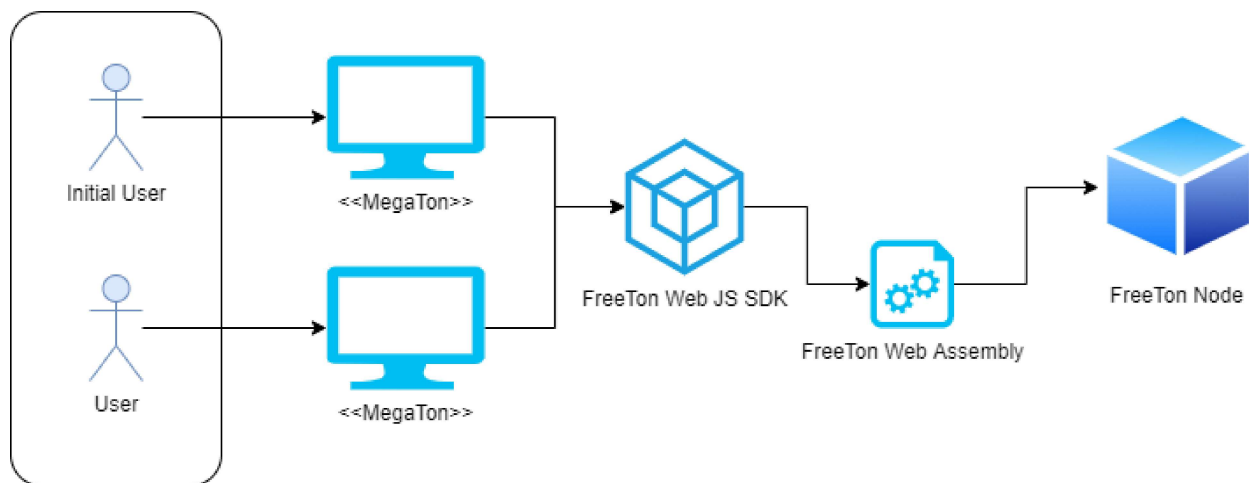 Initial User
<<MegaTon>>
User
<<MegaTon>>
FreeTon Web JS SDK
FreeTon Web Assembly
FreeTon Node